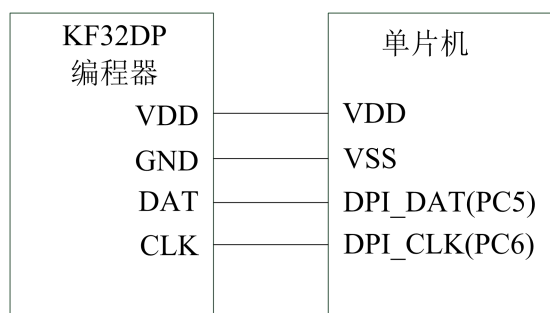 KF32DP
编程器
VDD
GND
DAT
CLK
单片机
VDD
VSS
DPI_DAT(PC5)
DPI_CLK(PC6)